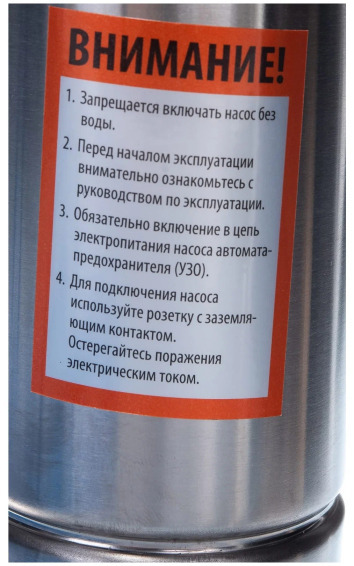 ВНИМАНИЕ!
1. Запрещается включать насос без
воды.
2. Перед началом эксплуатации
внимательно ознакомьтесь с
руководством по эксплуатации.
3. Обязательно включение в цепь
электропитания насоса автомата-
предохранителя (УЗО).
4. Для подключения насоса
используйте розетку с заземля-
ющим контактом.
Остерегайтесь поражения
электрическим током.